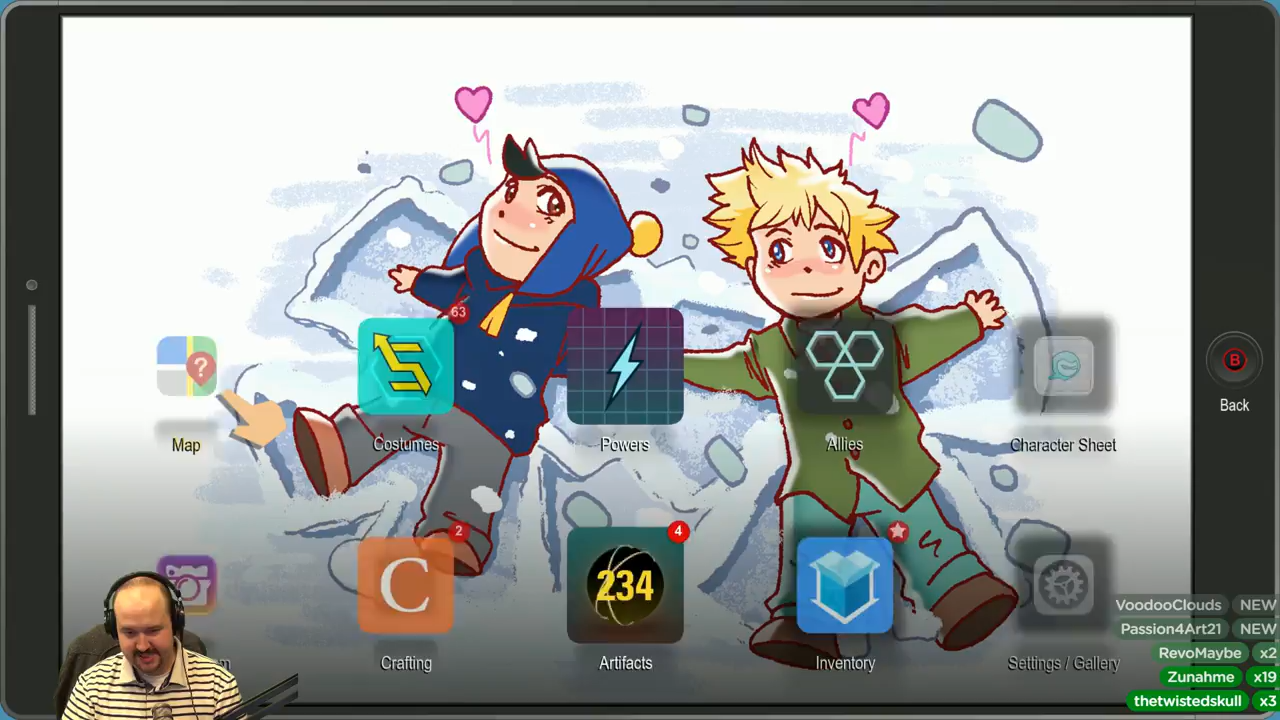 63
?
B
Back
Map
Costumes
Powers
Allies
Character Sheet
2
4
C
234
Crafting
Artifacts
Inventory
Settings / Gallery
VoodooClouds NEW
Passion4Art21 NEW
RevoMaybe x2
Zunahme x19
thetwistedskull x3